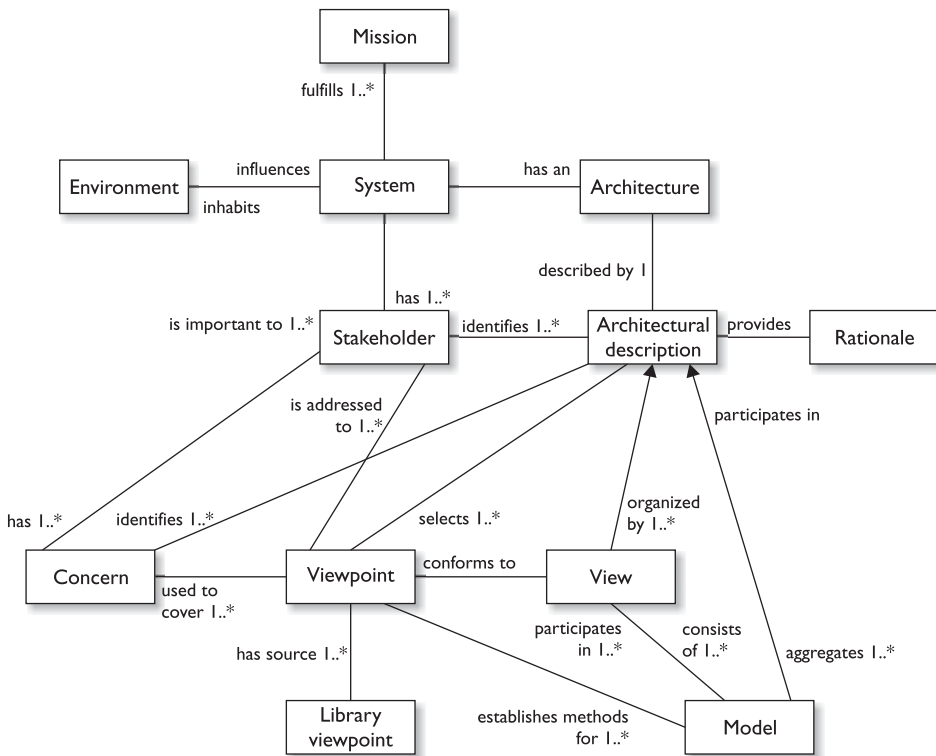 Mission
fulfills 1..*
Environment
influences
inhabits
System
has an
Architecture
described by 1
has 1..*
is important to 1..*
Stakeholder
identifies 1..*
Architectural
description
provides
Rationale
is addressed
to 1..*
participates in
has 1..*
identifies 1..*
selects 1..*
organized
by 1..*
Concern
used to
cover 1..*
Viewpoint
conforms to
View
has source 1..*
participates
in 1..*
consists
of 1..*
aggregates 1..*
Library
viewpoint
establishes methods
for 1..*
Model